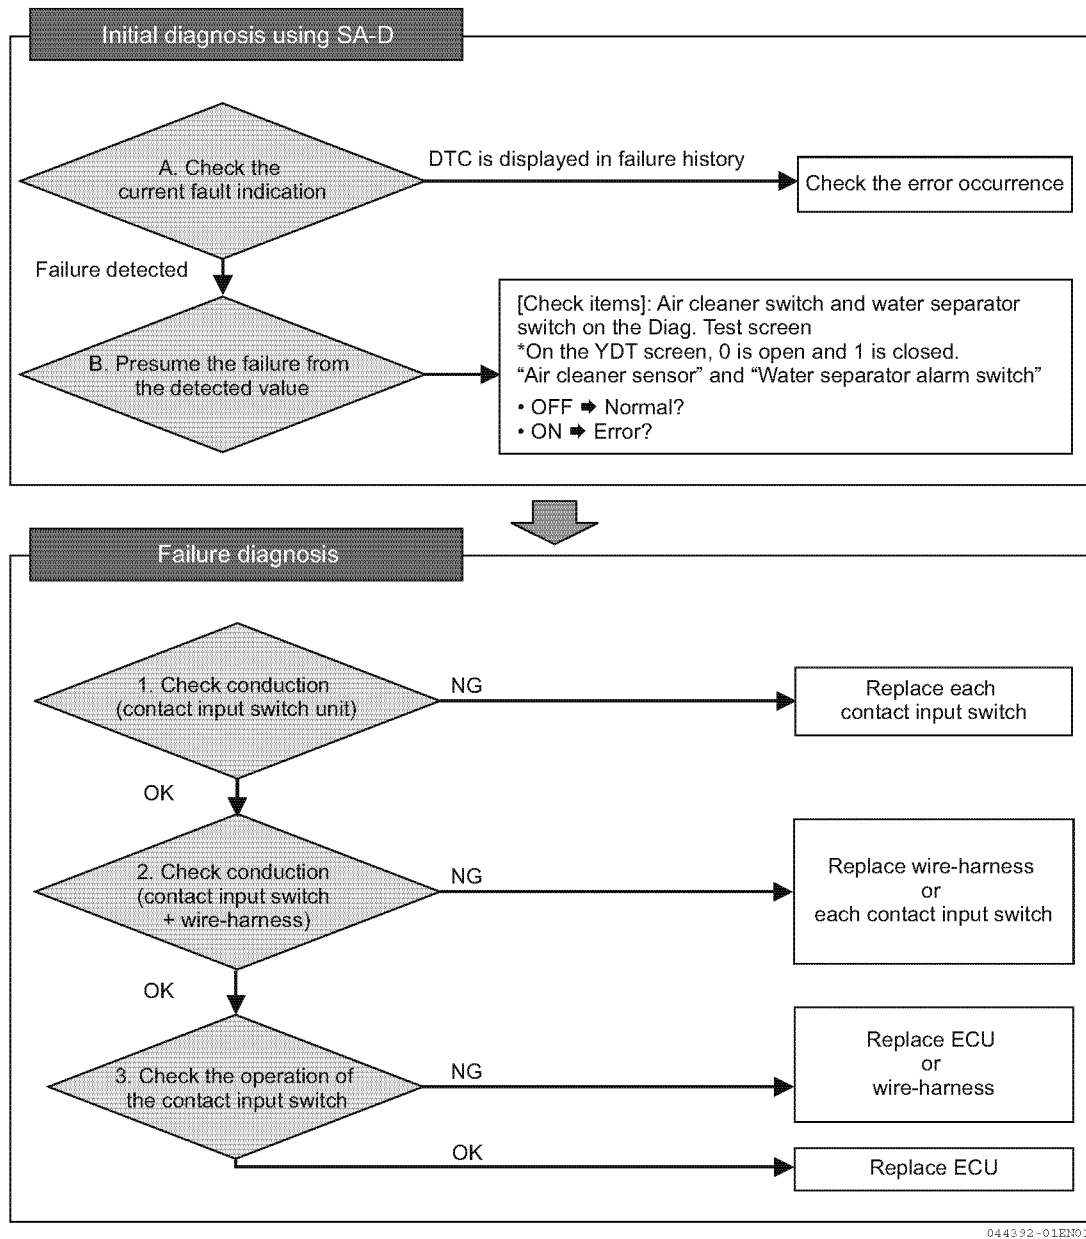 Initial diagnosis using SA-D
A. Check the
current fault indication
DTC is displayed in failure history
Check the error occurrence
Failure detected
B. Presume the failure from
the detected value
[Check items]: Air cleaner switch and water separator
switch on the Diag. Test screen
*On the YDT screen, 0 is open and 1 is closed.
“Air cleaner sensor” and “Water separator alarm switch”
• OFF ➡ Normal?
• ON ➡ Error?
Failure diagnosis
1. Check conduction
(contact input switch unit)
NG
Replace each
contact input switch
OK
2. Check conduction
(contact input switch
+ wire-harness)
NG
Replace wire-harness
or
each contact input switch
OK
3. Check the operation of
the contact input switch
NG
Replace ECU
or
wire-harness
OK
Replace ECU
044392-01EN01